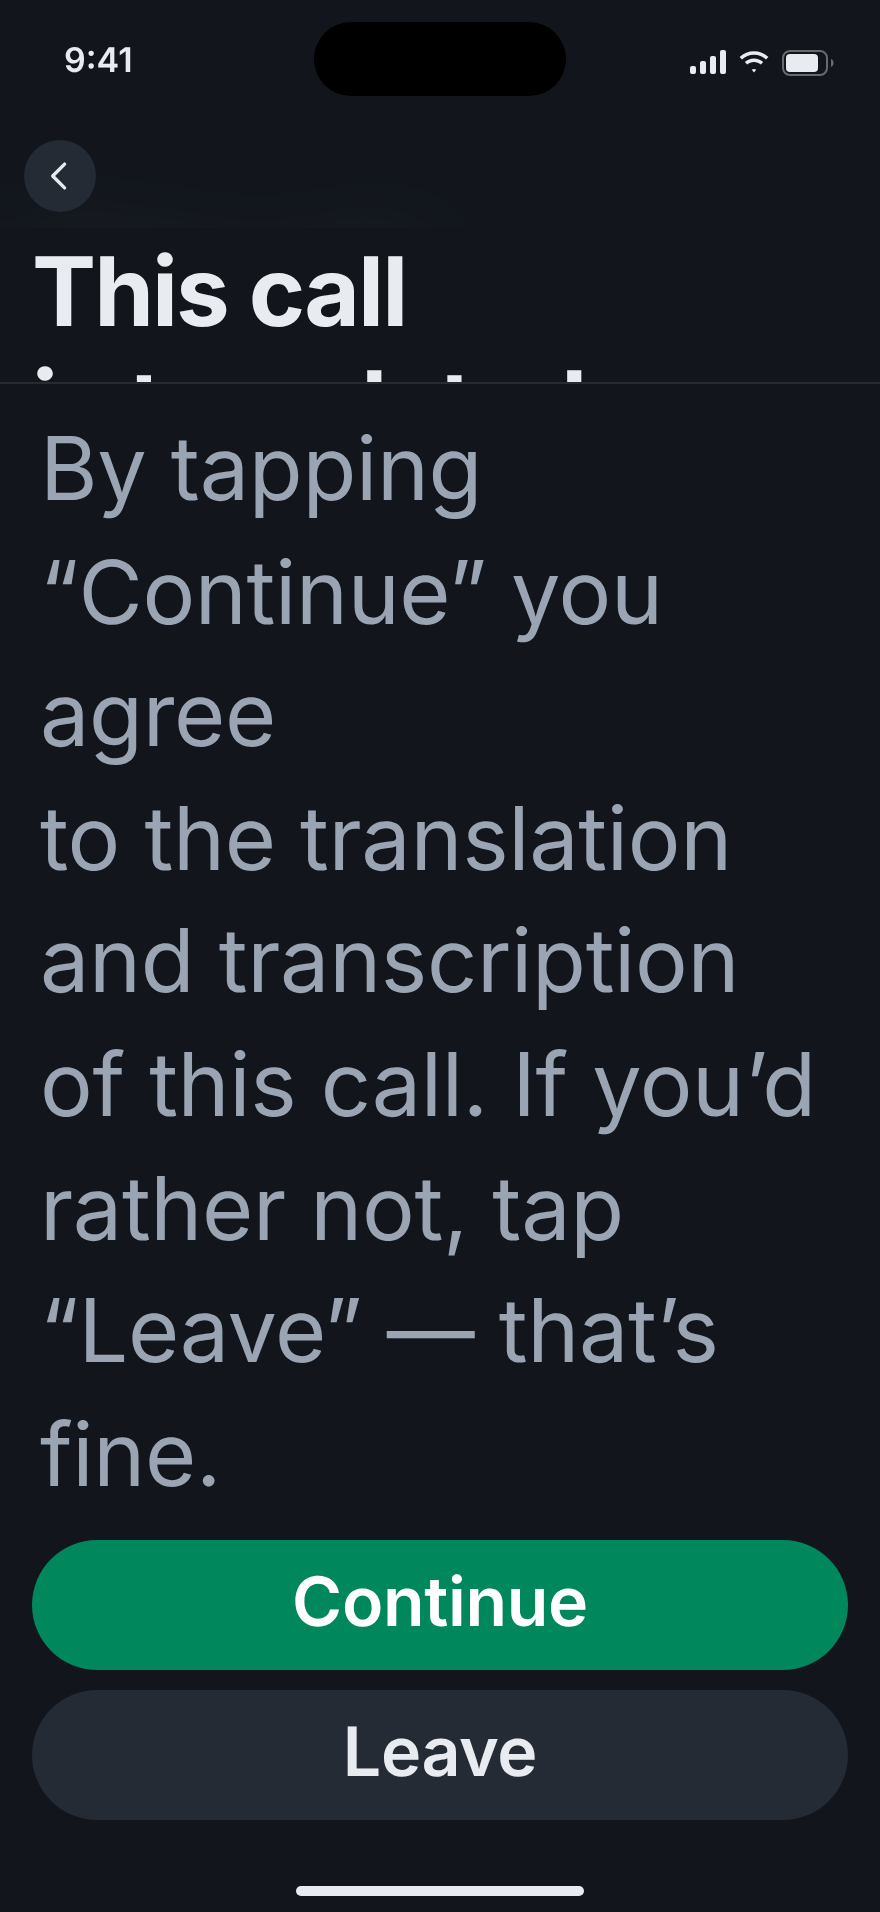 9:41
This call
By tapping
“Continue” you
agree
to the translation
and transcription
of this call. If you’d
rather not, tap
“Leave” — that’s
fine.
Continue
Leave